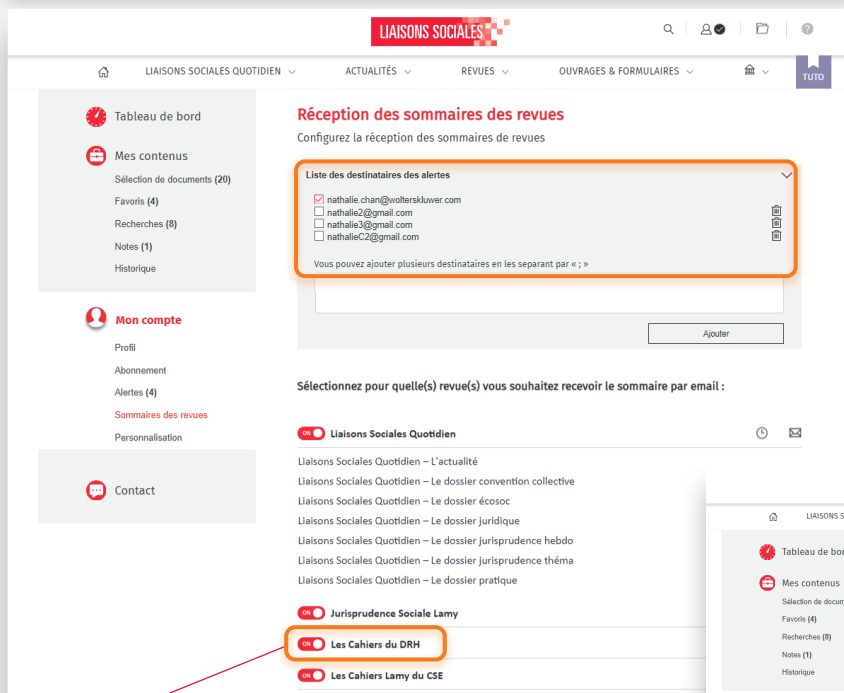 LIAISONS SOCIALES
LIAISONS SOCIALES QUOTIDIEN
ACTUALITÉS
REVUES
OUVRAGES & FORMULAIRES
TUTO
Tableau de bord
Mes contenus
Sélection de documents (20)
Favoris (4)
Recherches (8)
Notes (1)
Historique
Mon compte
Profil
Abonnement
Alertes (4)
Sommaires des revues
Personnalisation
Contact
Réception des sommaires des revues
Configurez la réception des sommaires de revues
Liste des destinataires des alertes
nathalie.chan@wolterskluwer.com
nathalie2@gmail.com
nathalie3@gmail.com
nathalieC2@gmail.com
Vous pouvez ajouter plusieurs destinataires en les separant par « ; »
Ajouter
Sélectionnez pour quelle(s) revue(s) vous souhaitez recevoir le sommaire par email :
ON Liaisons Sociales Quotidien
Liaisons Sociales Quotidien – L'actualité
Liaisons Sociales Quotidien – Le dossier convention collective
Liaisons Sociales Quotidien – Le dossier écosoc
Liaisons Sociales Quotidien – Le dossier juridique
Liaisons Sociales Quotidien – Le dossier jurisprudence hebdo
Liaisons Sociales Quotidien – Le dossier jurisprudence théma
Liaisons Sociales Quotidien – Le dossier pratique
ON Jurisprudence Sociale Lamy
ON Les Cahiers du DRH
ON Les Cahiers Lamy du CSE
LIAISONS S
Tableau de bor
Mes contenus
Sélection de docum
Favoris (4)
Recherches (8)
Notes (1)
Historique